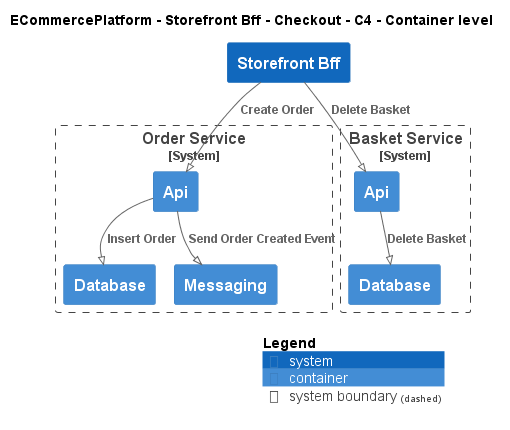 ECommercePlatform - Storefront Bff - Checkout - C4 - Container level
Storefront Bff
Create Order
Delete Basket
Order Service
[System]
Basket Service
[System]
Api
Api
Insert Order
Send Order Created Event
Delete Basket
Database
Messaging
Database
Legend
system
container
system boundary (dashed)